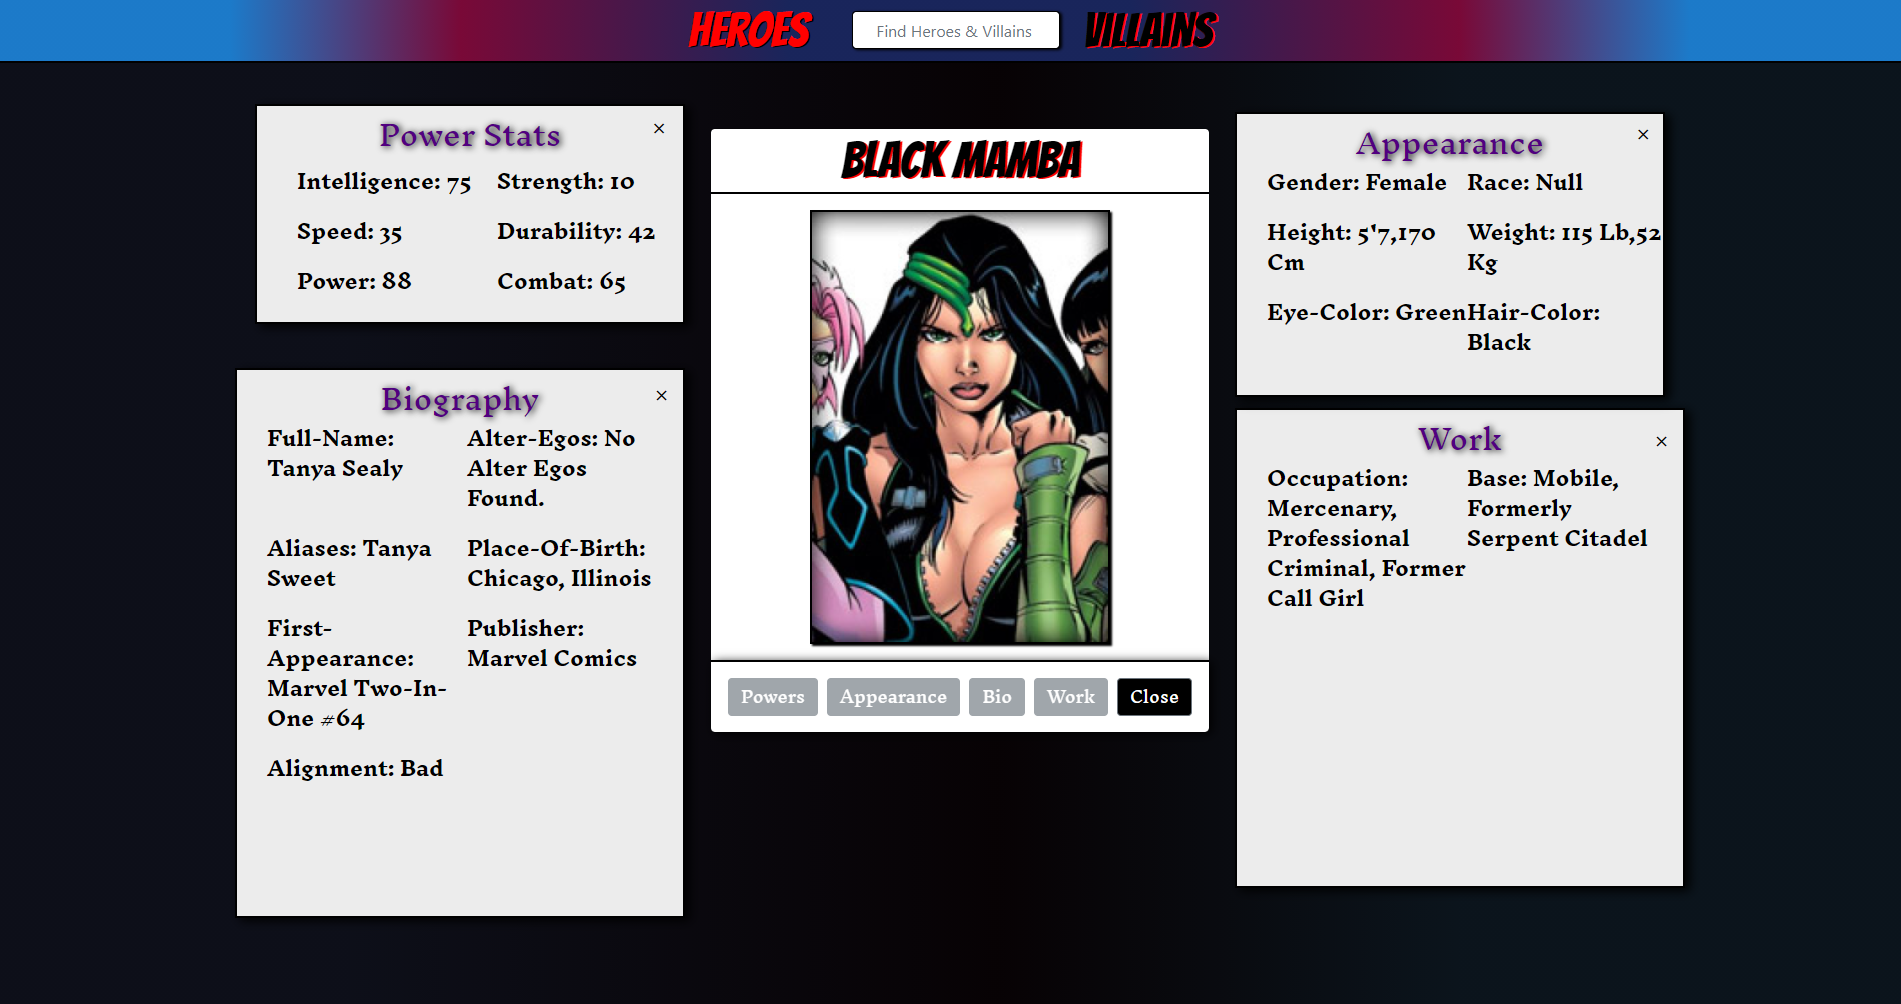 HEROES
Find Heroes & Villains
VILLAINS
Power Stats
×
Intelligence: 75
Strength: 10
Speed: 35
Durability: 42
Power: 88
Combat: 65
Biography
×
Full-Name:
Tanya Sealy
Alter-Egos: No
Alter Egos
Found.
Aliases: Tanya
Sweet
Place-Of-Birth:
Chicago, Illinois
First-
Appearance:
Marvel Two-In-
One #64
Publisher:
Marvel Comics
Alignment: Bad
BLACK MAMBA
Powers
Appearance
Bio
Work
Close
Appearance
×
Gender: Female
Race: Null
Height: 5'7,170
Cm
Weight: 115 Lb,52
Kg
Eye-Color: Green
Hair-Color:
Black
Work
×
Occupation:
Mercenary,
Professional
Criminal, Former
Call Girl
Base: Mobile,
Formerly
Serpent Citadel